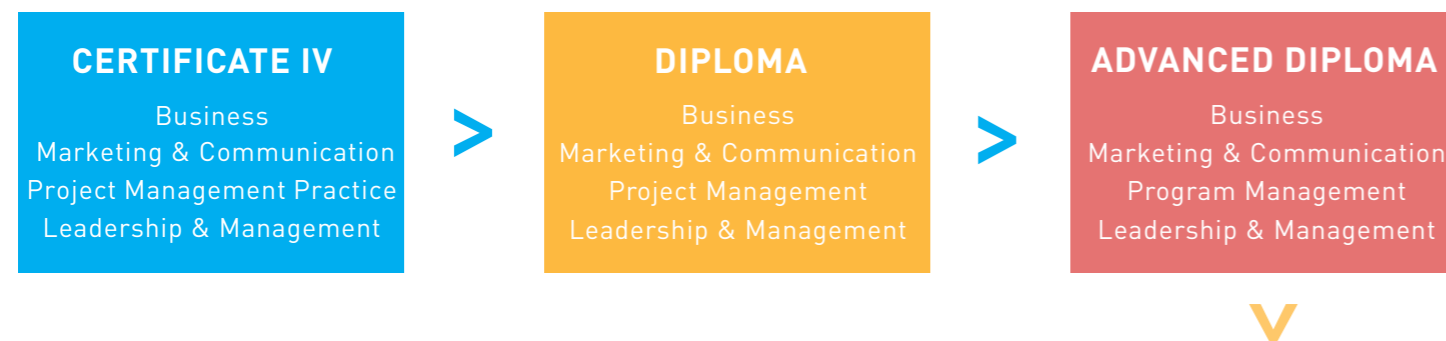 CERTIFICATE IV
Business
Marketing & Communication
Project Management Practice
Leadership & Management
>
DIPLOMA
Business
Marketing & Communication
Project Management
Leadership & Management
>
ADVANCED DIPLOMA
Business
Marketing & Communication
Program Management
Leadership & Management